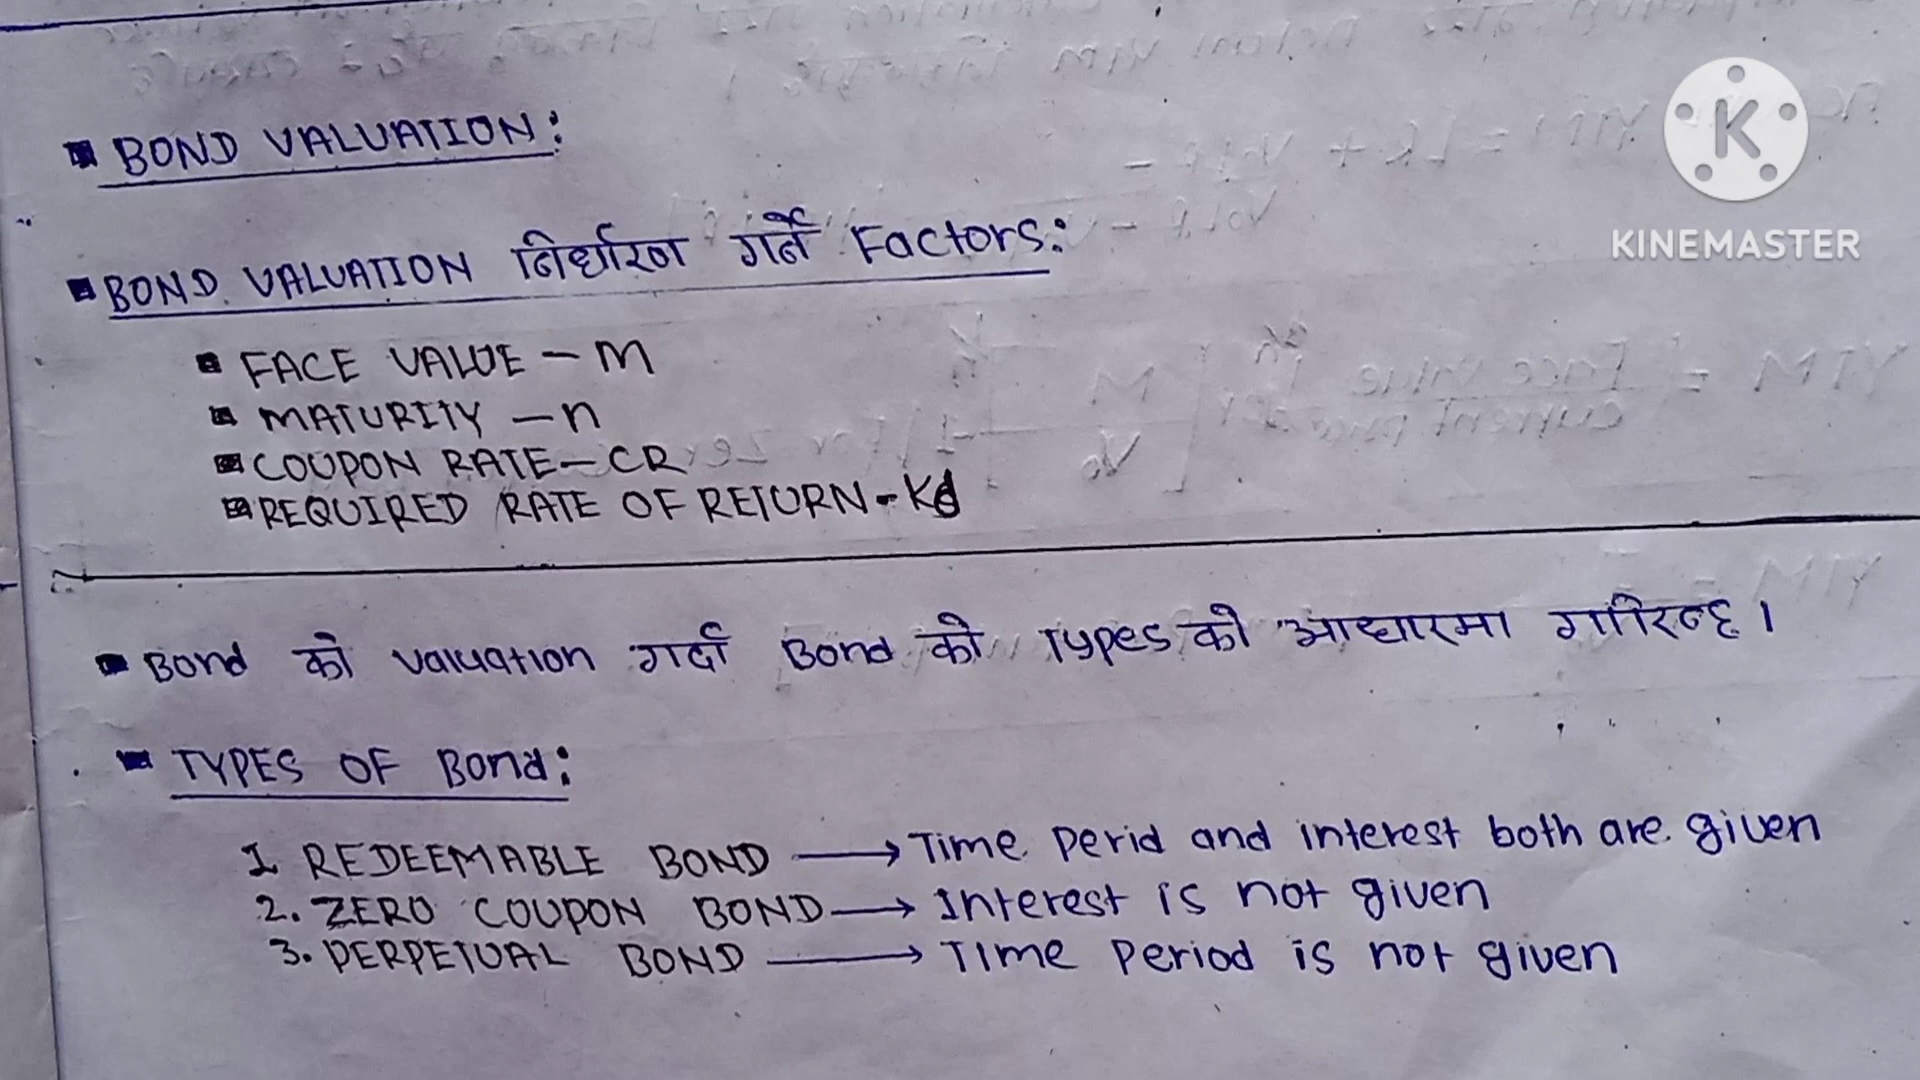 BOND VALUATION:
KINEMASTER
BOND VALUATION निर्धारण गर्ने Factors:
FACE VALUE - M
MATURITY - n
COUPON RATE - CR
REQUIRED RATE OF RETURN - Kd
Bond को valuation गर्दा Bond को Types को आधारमा गरिन्छ ।
TYPES OF Bond:
1 REDEEMABLE BOND → Time Perid and interest both are given
2. ZERO COUPON BOND → Interest is not given
3. PERPETUAL BOND → Time Period is not given